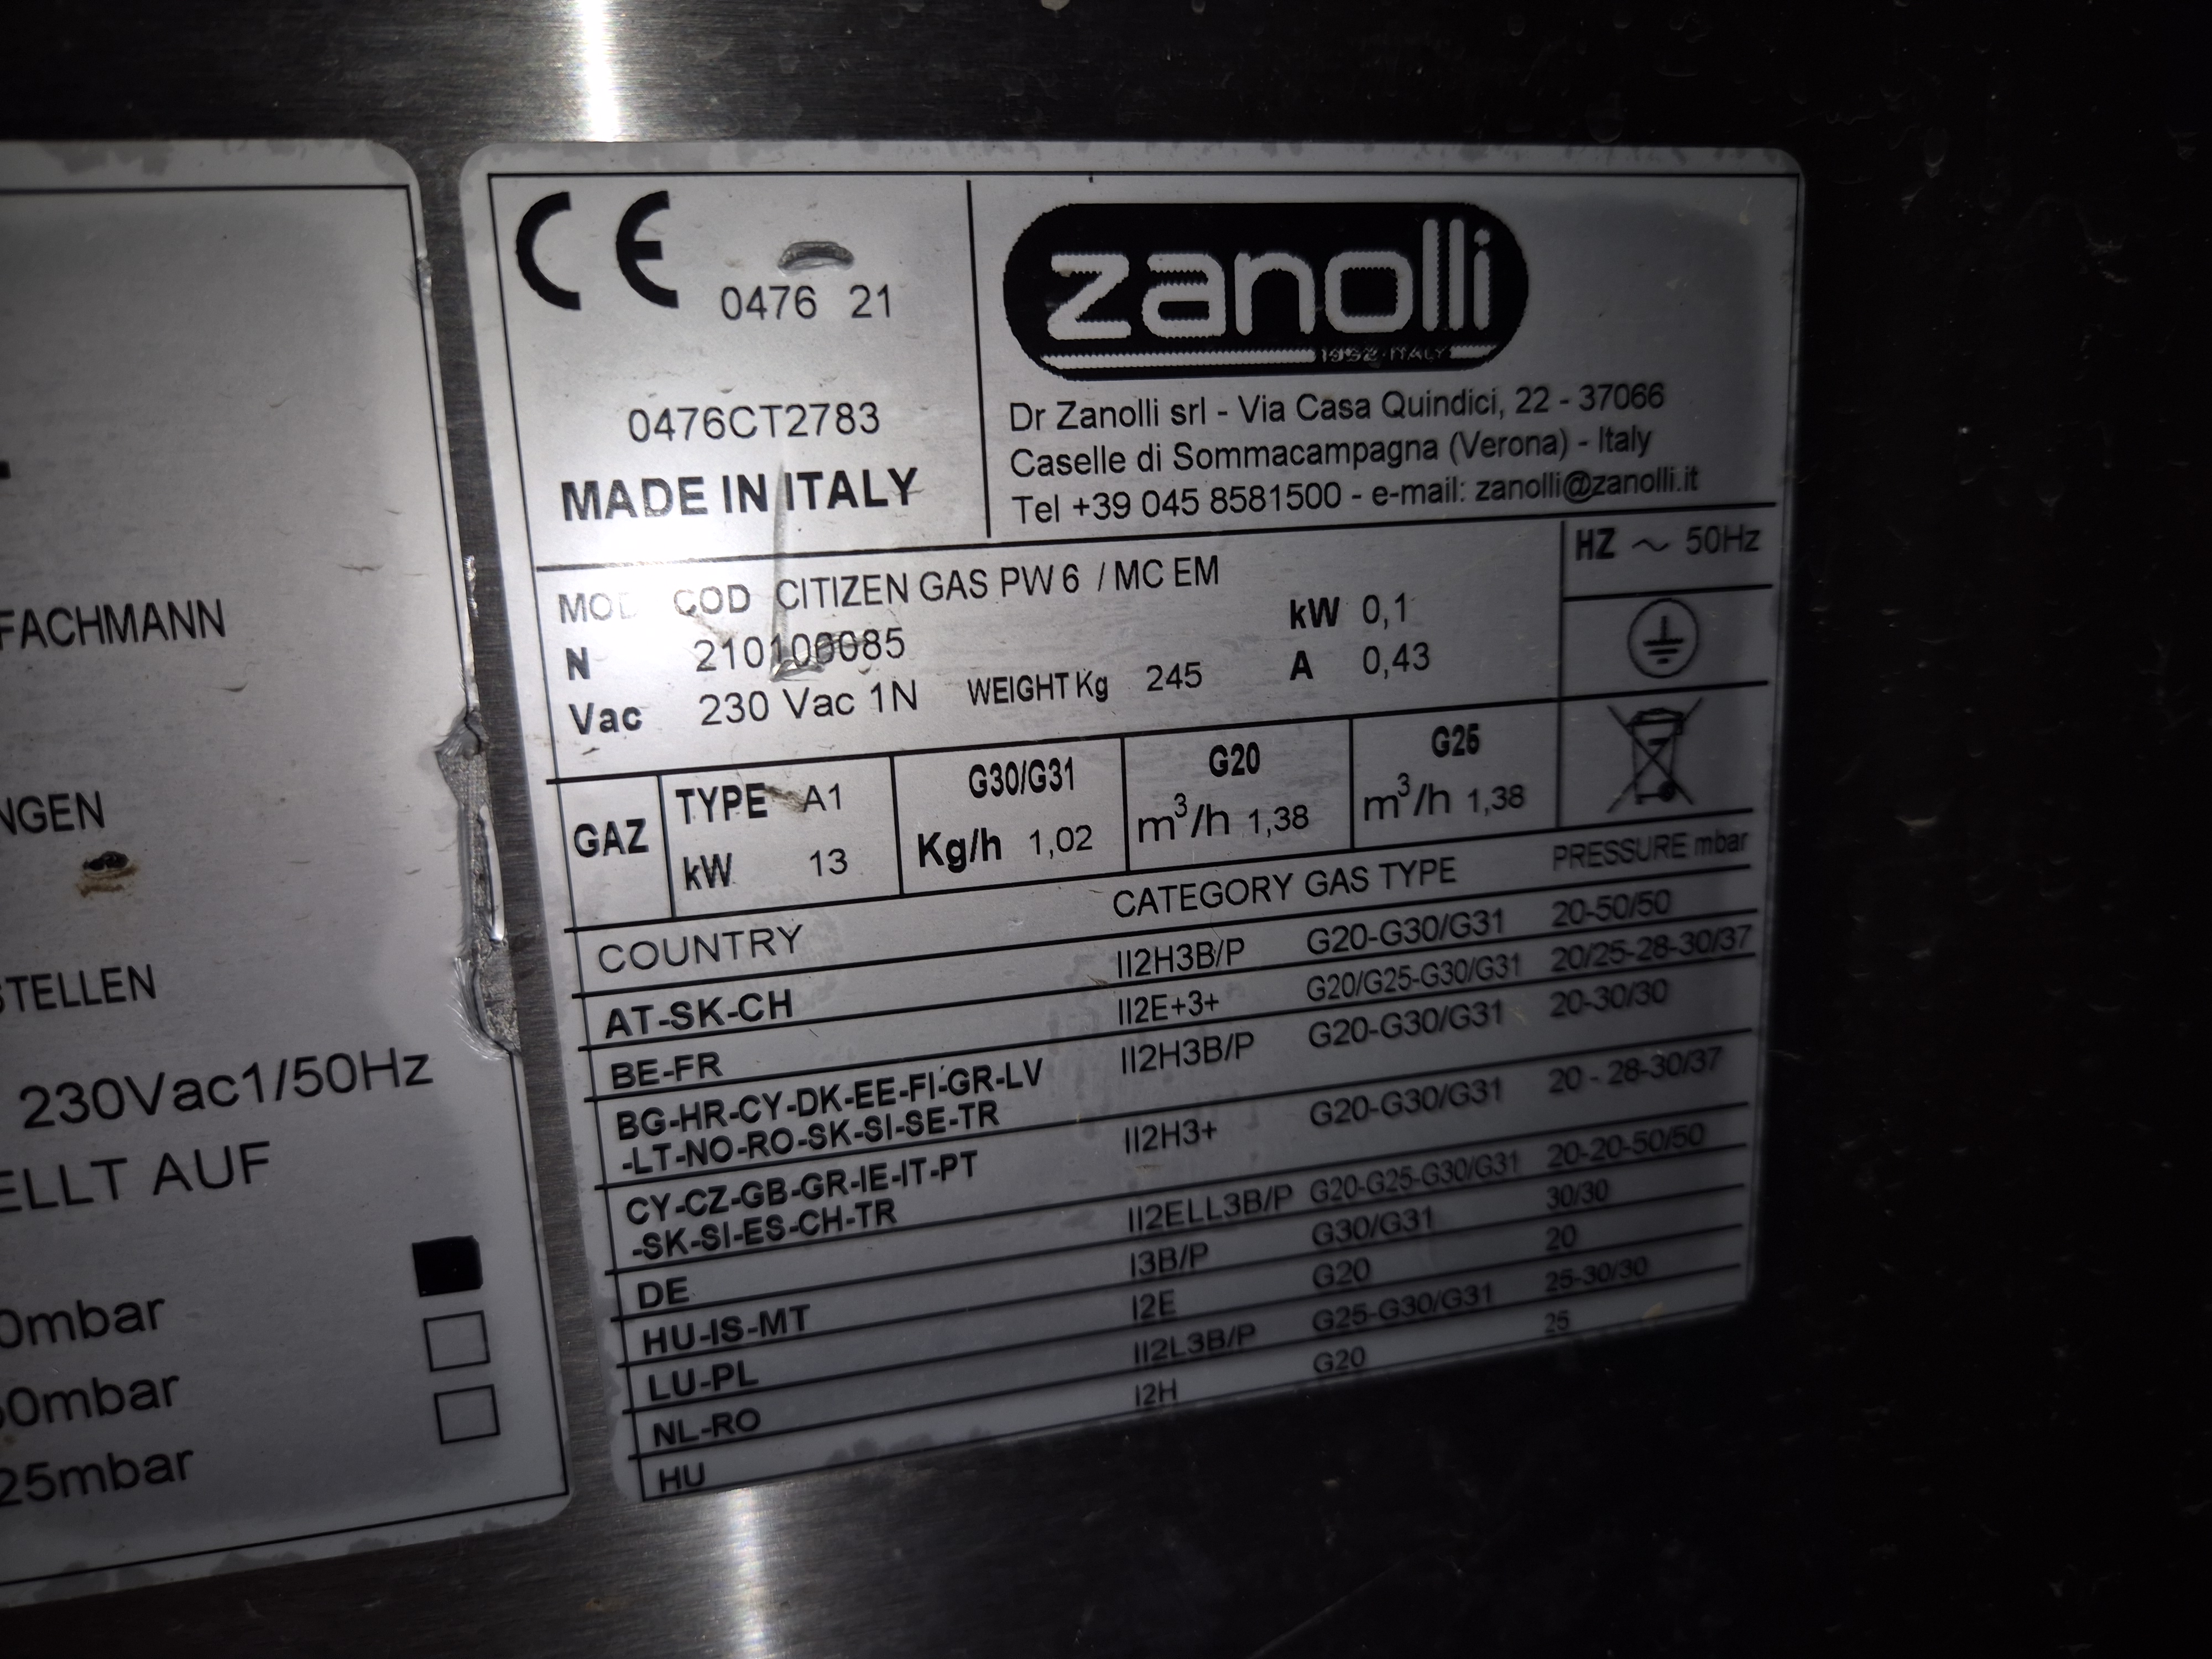 FACHMANN
NGEN
STELLEN
230Vac1/50Hz
ELLT AUF
0mbar
0mbar
25mbar
CE 0476 21
0476CT2783
MADE IN ITALY
zanolli
1952-ITALY
Dr Zanolli srl - Via Casa Quindici, 22 - 37066
Caselle di Sommacampagna (Verona) - Italy
Tel +39 045 8581500 - e-mail: zanolli@zanolli.it
MOD COD CITIZEN GAS PW 6 / MC EM
HZ ~ 50Hz
N 210100085 kW 0,1
Vac 230 Vac 1N WEIGHT Kg 245 A 0,43
GAZ TYPE A1 G30/G31 G20 G25
kW 13 Kg/h 1,02 m³/h 1,38 m³/h 1,38
COUNTRY CATEGORY GAS TYPE PRESSURE mbar
AT-SK-CH II2H3B/P G20-G30/G31 20-50/50
BE-FR II2E+3+ G20/G25-G30/G31 20/25-28-30/37
BG-HR-CY-DK-EE-FI-GR-LV II2H3B/P G20-G30/G31 20-30/30
-LT-NO-RO-SK-SI-SE-TR
CY-CZ-GB-GR-IE-IT-PT II2H3+ G20-G30/G31 20 - 28-30/37
-SK-SI-ES-CH-TR
DE II2ELL3B/P G20-G25-G30/G31 20-20-50/50
HU-IS-MT I3B/P G30/G31 30/30
LU-PL I2E G20 20
NL-RO II2L3B/P G25-G30/G31 25-30/30
HU I2H G20 25